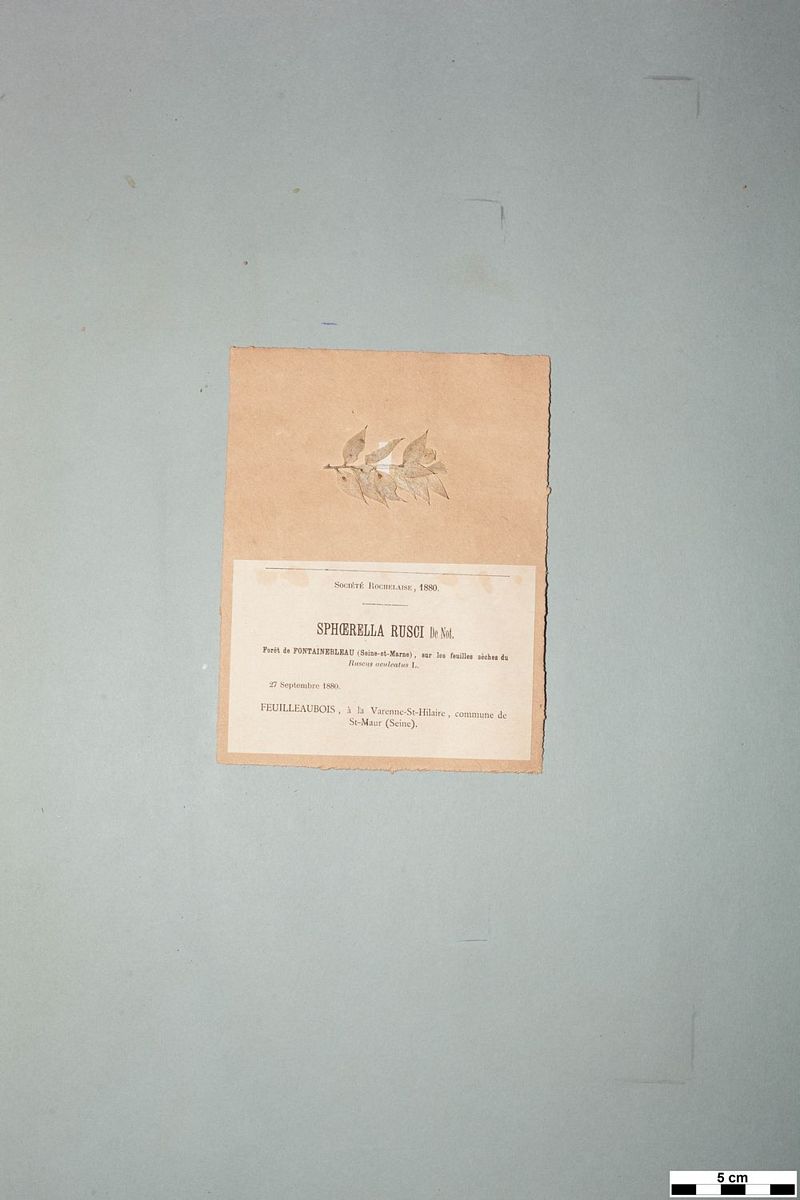 Société Rochelaise, 1880.
SPHŒRELLA RUSCI De Not.
Forêt de FONTAINEBLEAU (Seine-et-Marne), sur les feuilles sèches du
Ruscus aculeatus L.
27 Septembre 1880.
FEUILLEAUBOIS, à la Varenne-St-Hilaire, commune de
St-Maur (Seine).
5 cm